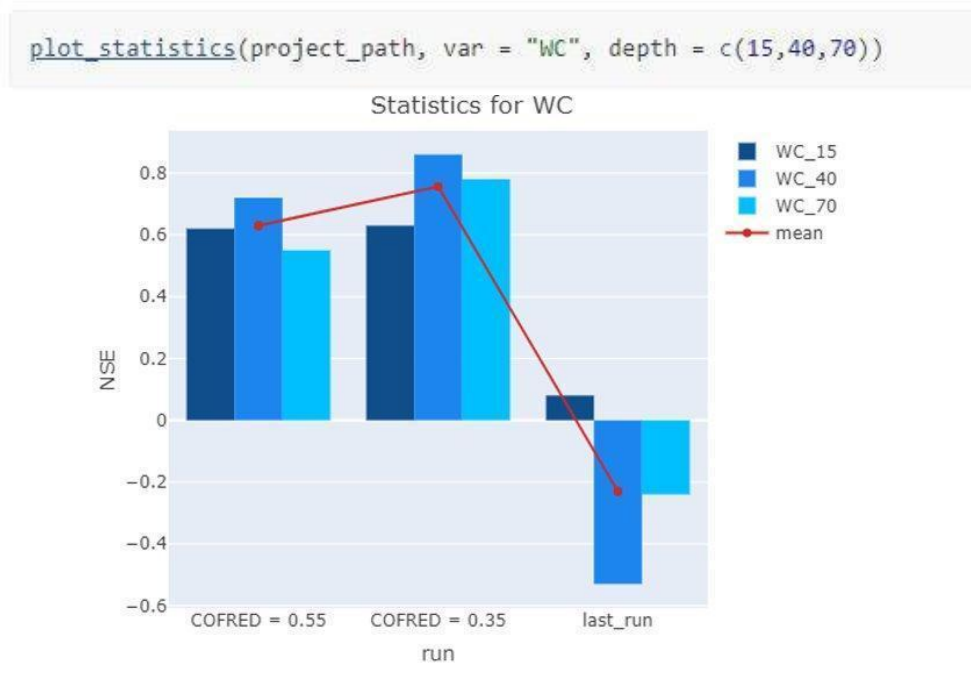 plot_statistics(project_path, var = "WC", depth = c(15,40,70))
Statistics for WC
WC_15
WC_40
WC_70
mean
NSE
0.8
0.6
0.4
0.2
0
−0.2
−0.4
−0.6
COFRED = 0.55 COFRED = 0.35 last_run
run